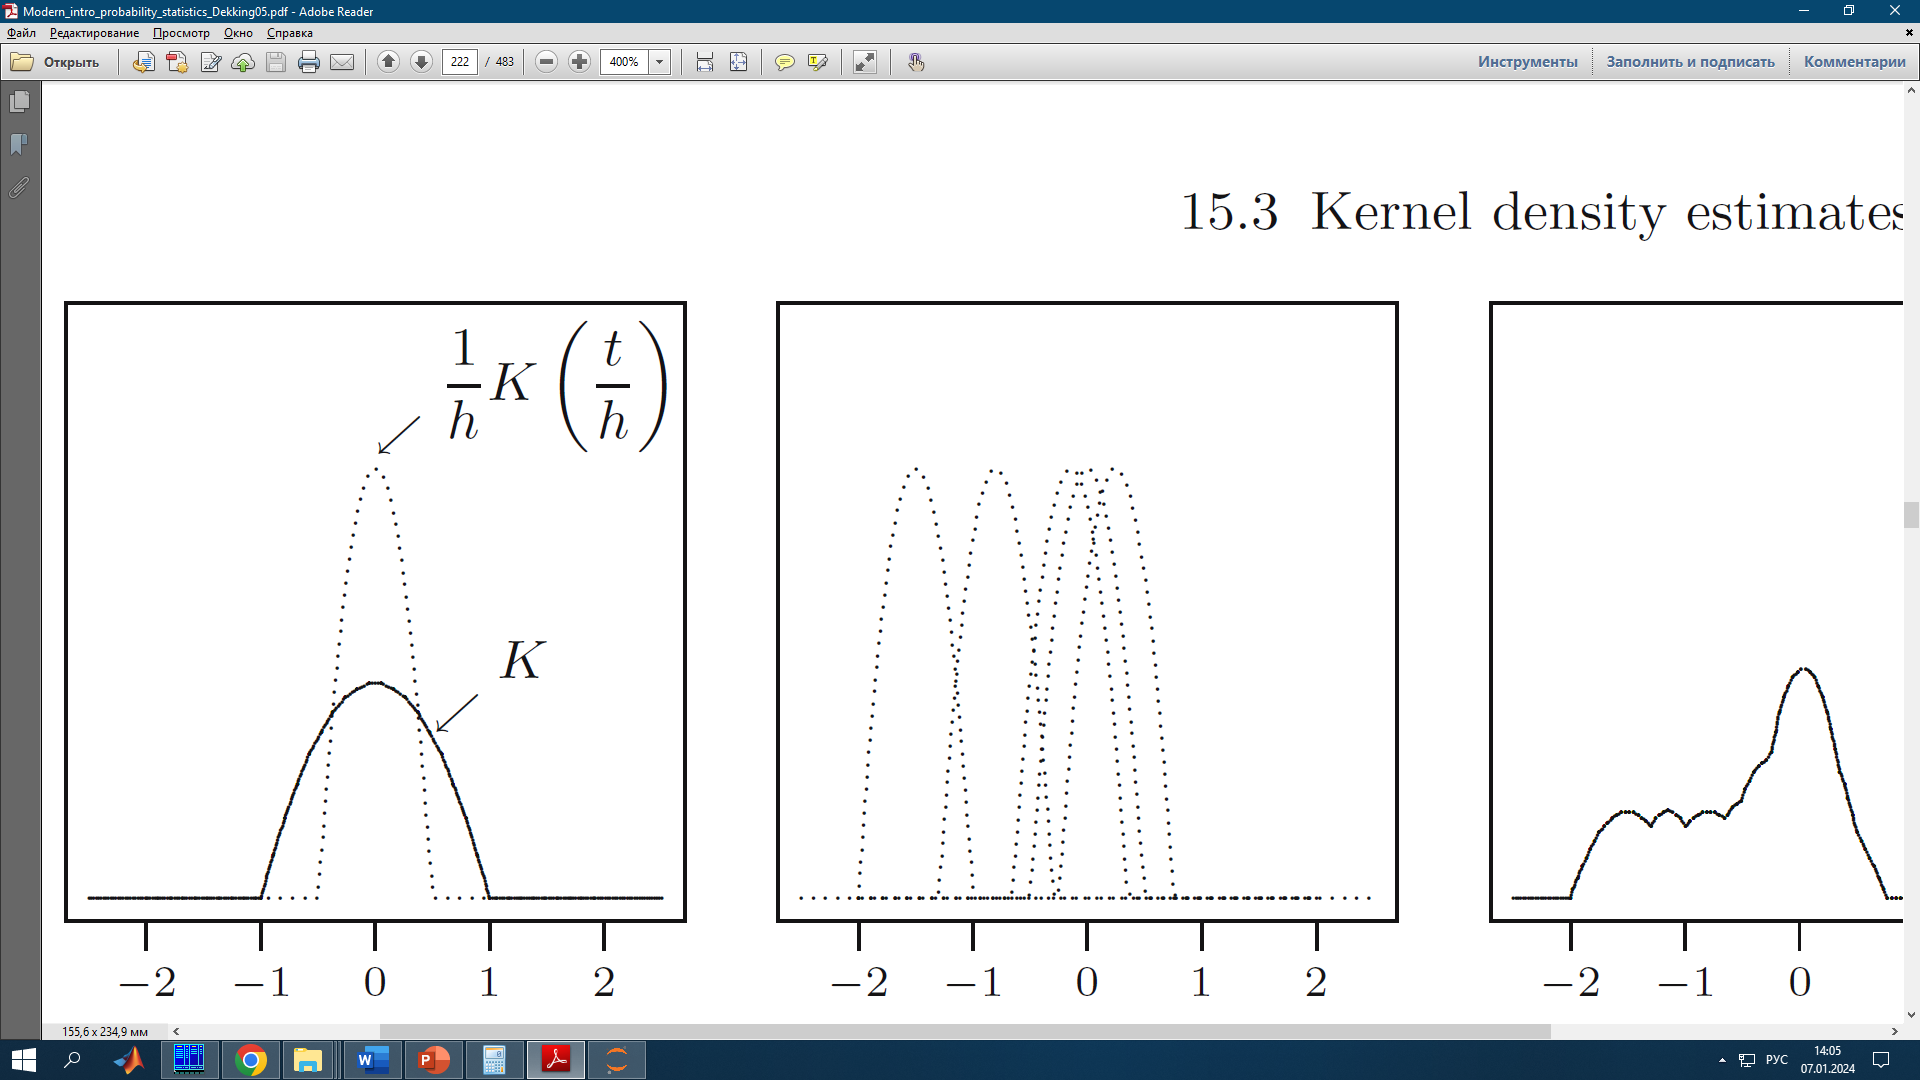 Modern_intro_probability_statistics_Dekking05.pdf - Adobe Reader
Файл Редактирование Просмотр Окно Справка
Открыть 222 / 483 400% Инструменты Заполнить и подписать Комментарии
15.3 Kernel density estimates
1/h K (t/h)
K
−2 −1 0 1 2
−2 −1 0 1 2
−2 −1 0
155,6 x 234,9 мм
РУС
14:05
07.01.2024